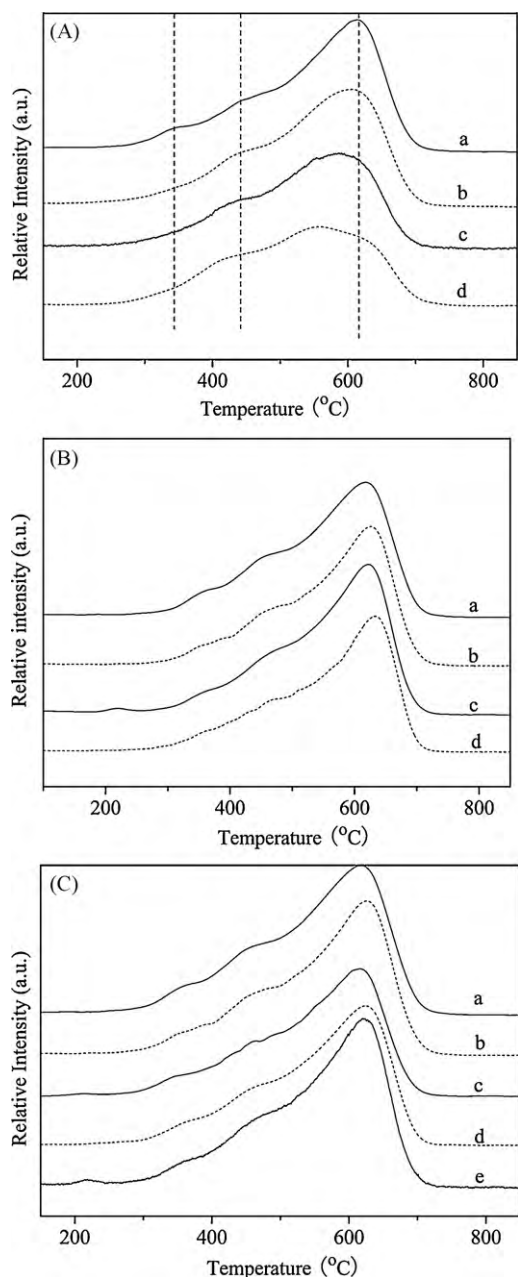 (A)
Relative Intensity (a.u.)
a
b
c
d
200 400 600 800
Temperature (°C)
(B)
Relative intensity (a.u.)
a
b
c
d
200 400 600 800
Temperature (°C)
(C)
Relative Intensity (a.u.)
a
b
c
d
e
200 400 600 800
Temperature (°C)